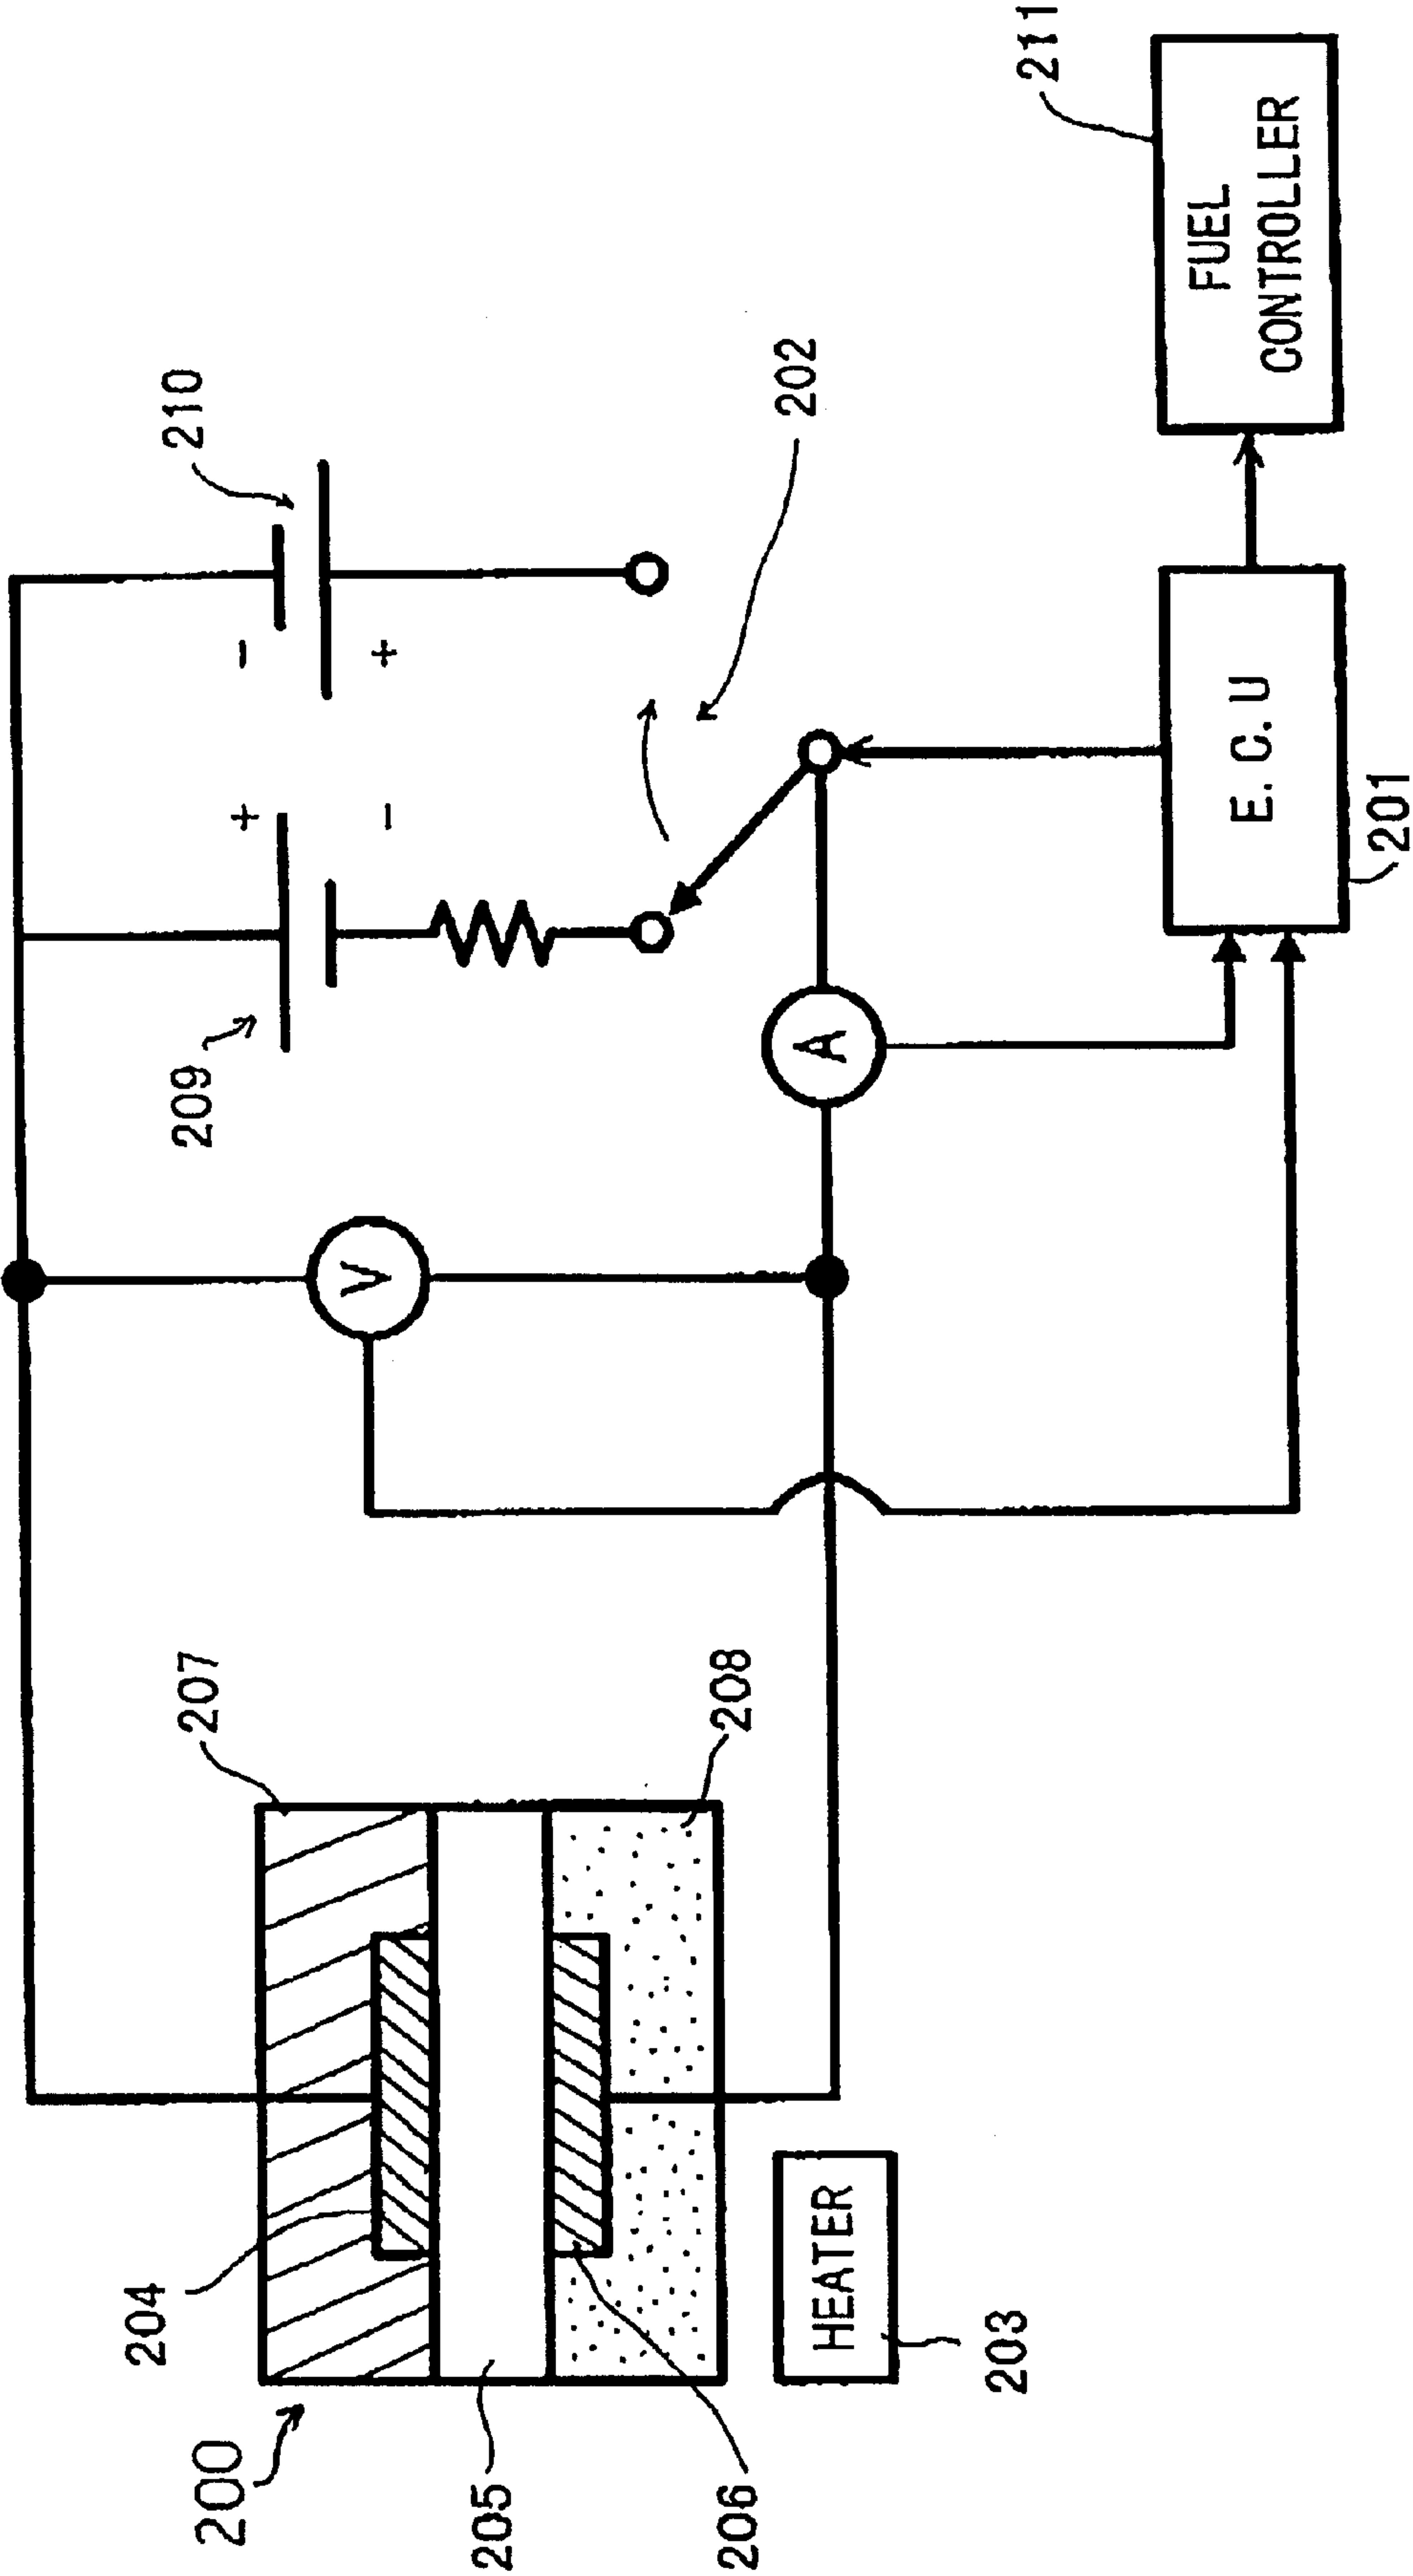 200
204
207
205
206
208
HEATER
203
V
209
+
-
210
-
+
202
A
E. C. U
201
FUEL
CONTROLLER
211